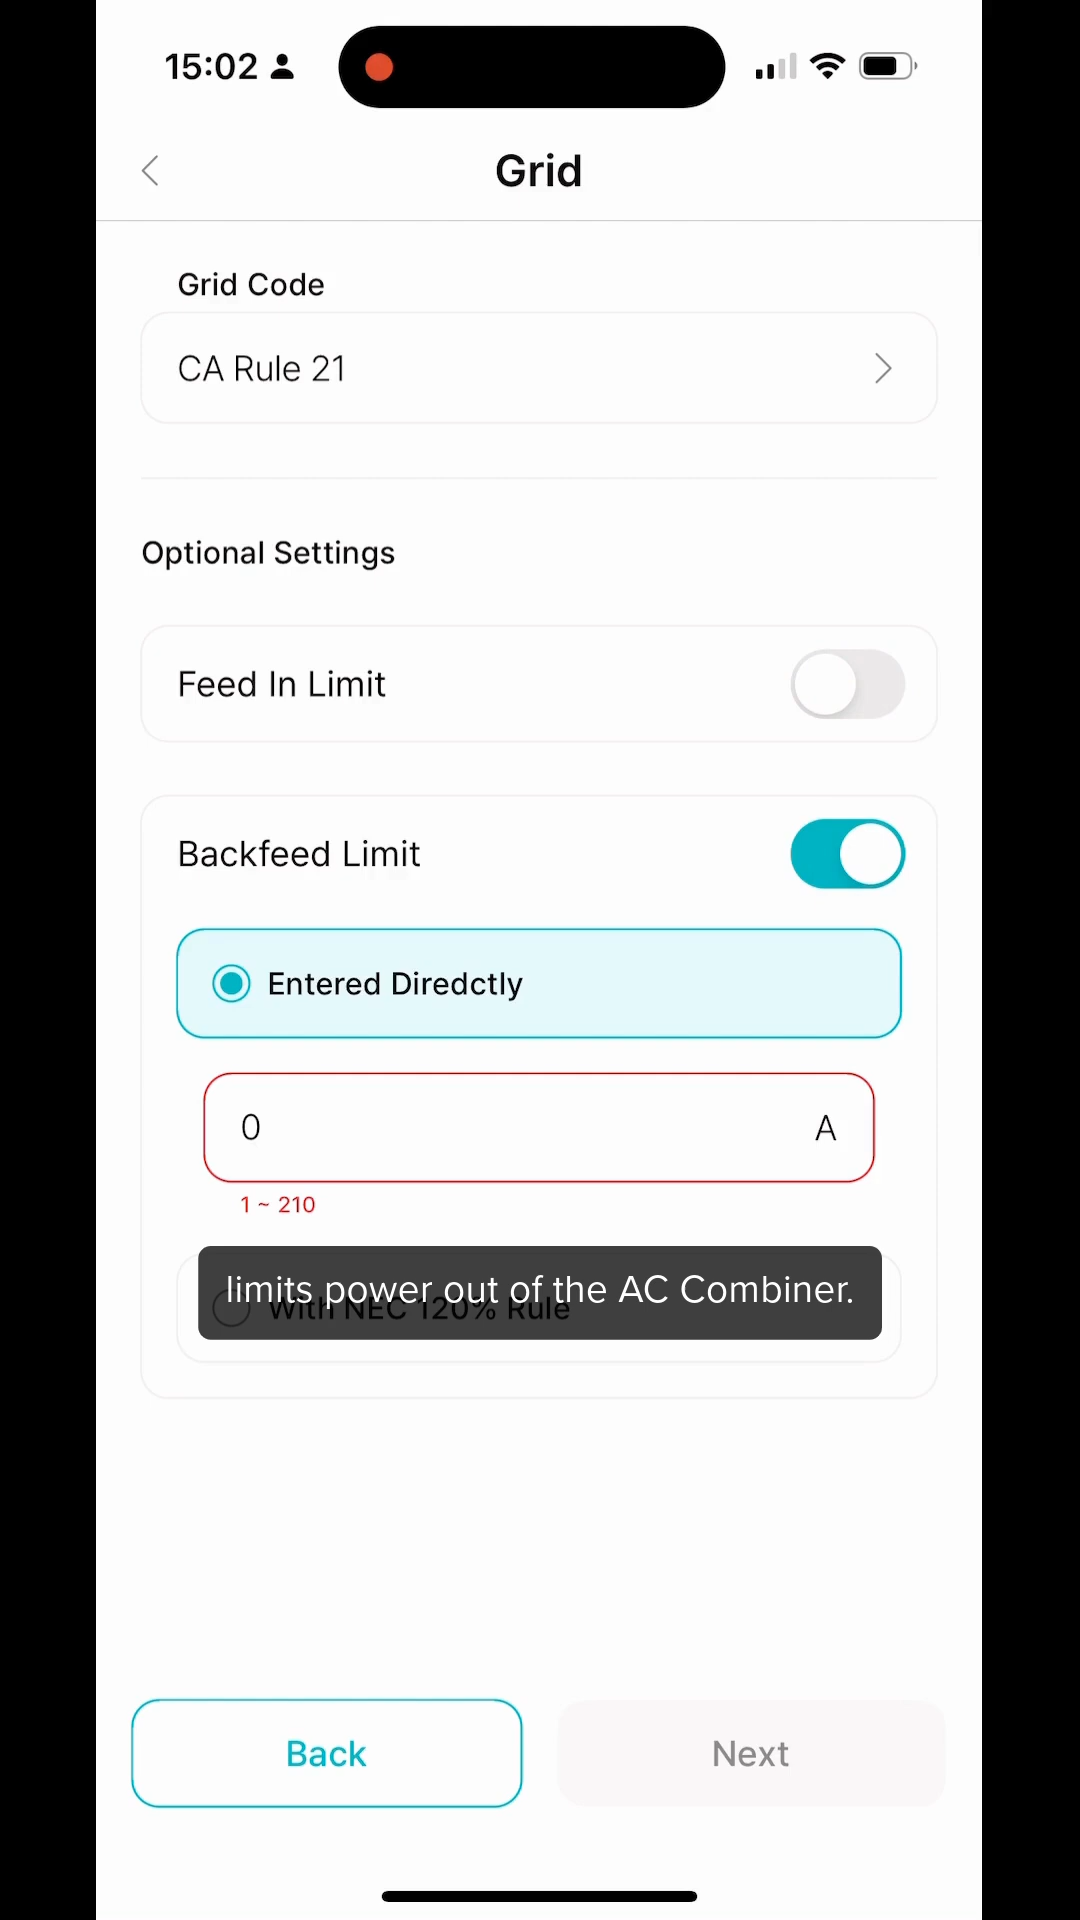 15:02
Grid
Grid Code
CA Rule 21
Optional Settings
Feed In Limit
Backfeed Limit
Entered Diredctly
0 A
1 ~ 210
limits power out of the AC Combiner.
With NEC 120% Rule
Back
Next